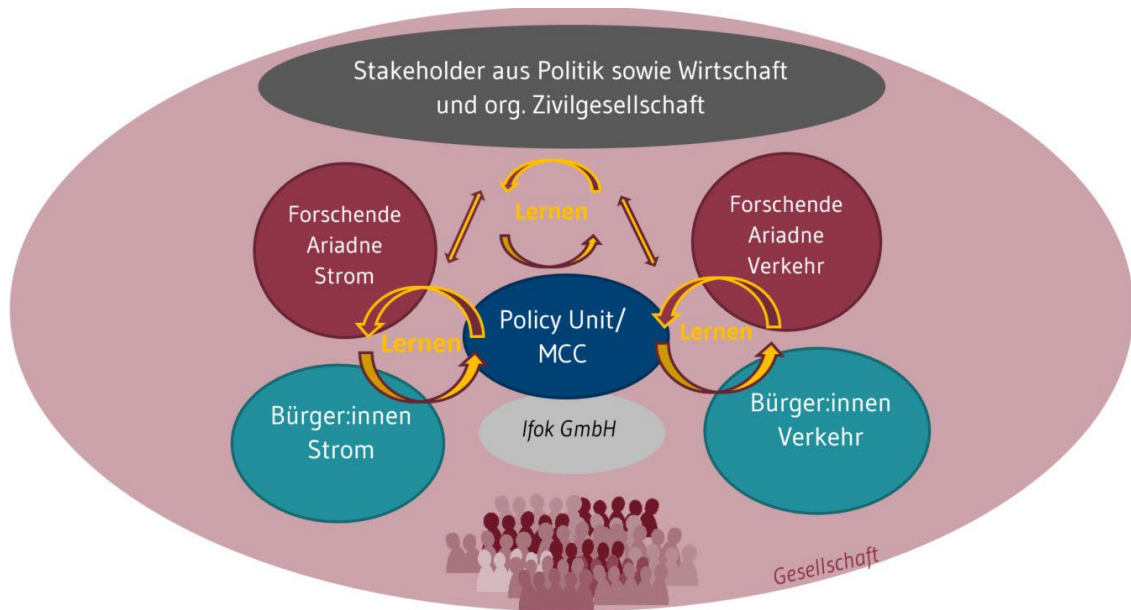 Stakeholder aus Politik sowie Wirtschaft
und org. Zivilgesellschaft
Forschende
Ariadne
Strom
Lernen
Forschende
Ariadne
Verkehr
Lernen
Policy Unit/
MCC
Lernen
Bürger:innen
Strom
Ifok GmbH
Bürger:innen
Verkehr
Gesellschaft